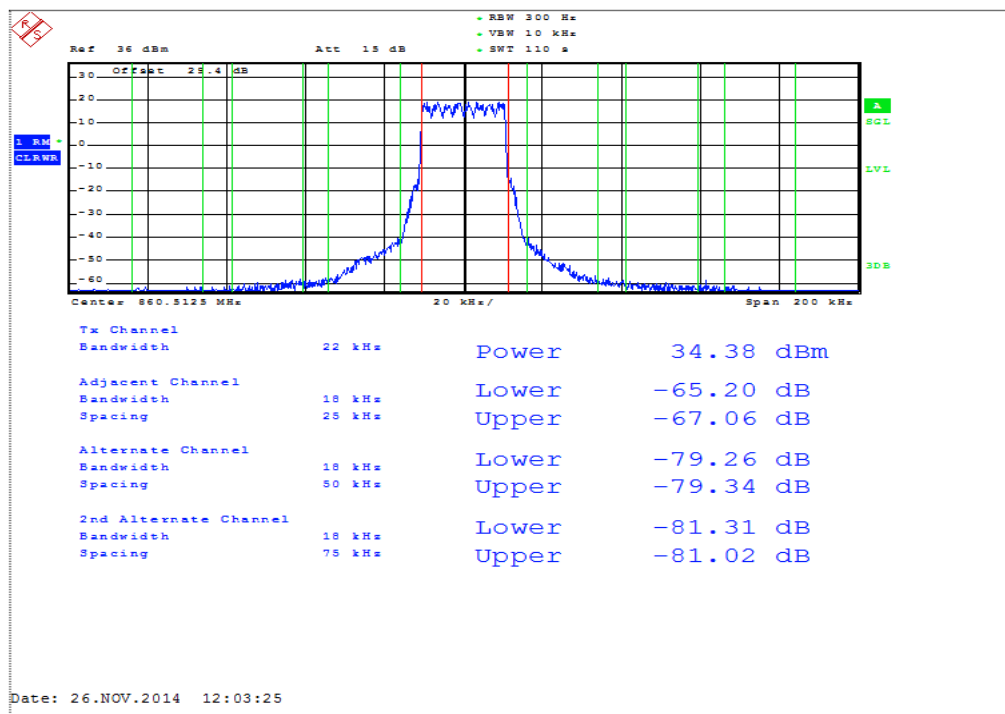 R S
RBW 300 Hz
VBW 10 kHz
Ref 36 dBm Att 15 dB SWT 110 s
30 Offset 29.4 dB
20
A
10
SGL
1 RM
0
CLRWR
-10
LVL
-20
-30
-40
-50
3DB
-60
Center 860.5125 MHz 20 kHz/ Span 200 kHz
Tx Channel
Bandwidth 22 kHz Power 34.38 dBm
Adjacent Channel
Bandwidth 18 kHz Lower -65.20 dB
Spacing 25 kHz Upper -67.06 dB
Alternate Channel
Bandwidth 18 kHz Lower -79.26 dB
Spacing 50 kHz Upper -79.34 dB
2nd Alternate Channel
Bandwidth 18 kHz Lower -81.31 dB
Spacing 75 kHz Upper -81.02 dB
Date: 26.NOV.2014 12:03:25